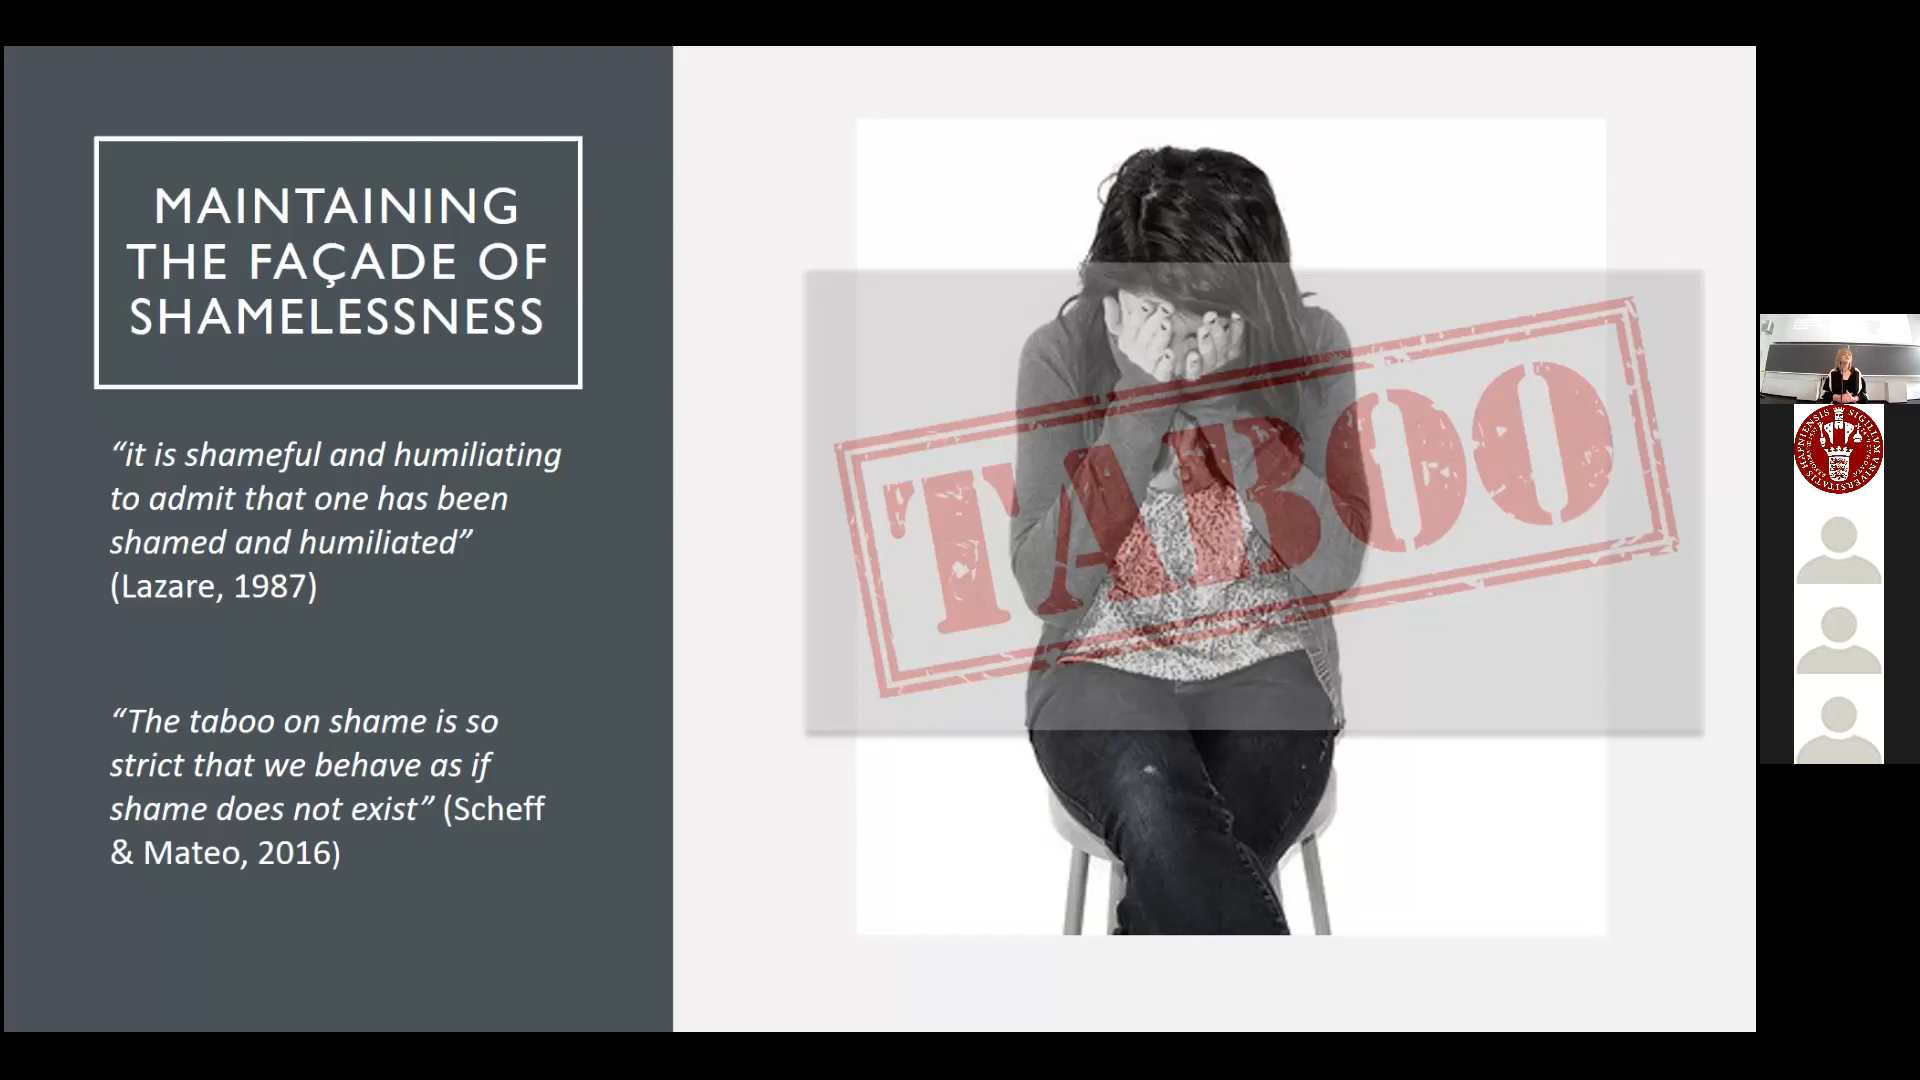 MAINTAINING
THE FAÇADE OF
SHAMELESSNESS
“it is shameful and humiliating
to admit that one has been
shamed and humiliated”
(Lazare, 1987)
“The taboo on shame is so
strict that we behave as if
shame does not exist” (Scheff
& Mateo, 2016)
TABOO